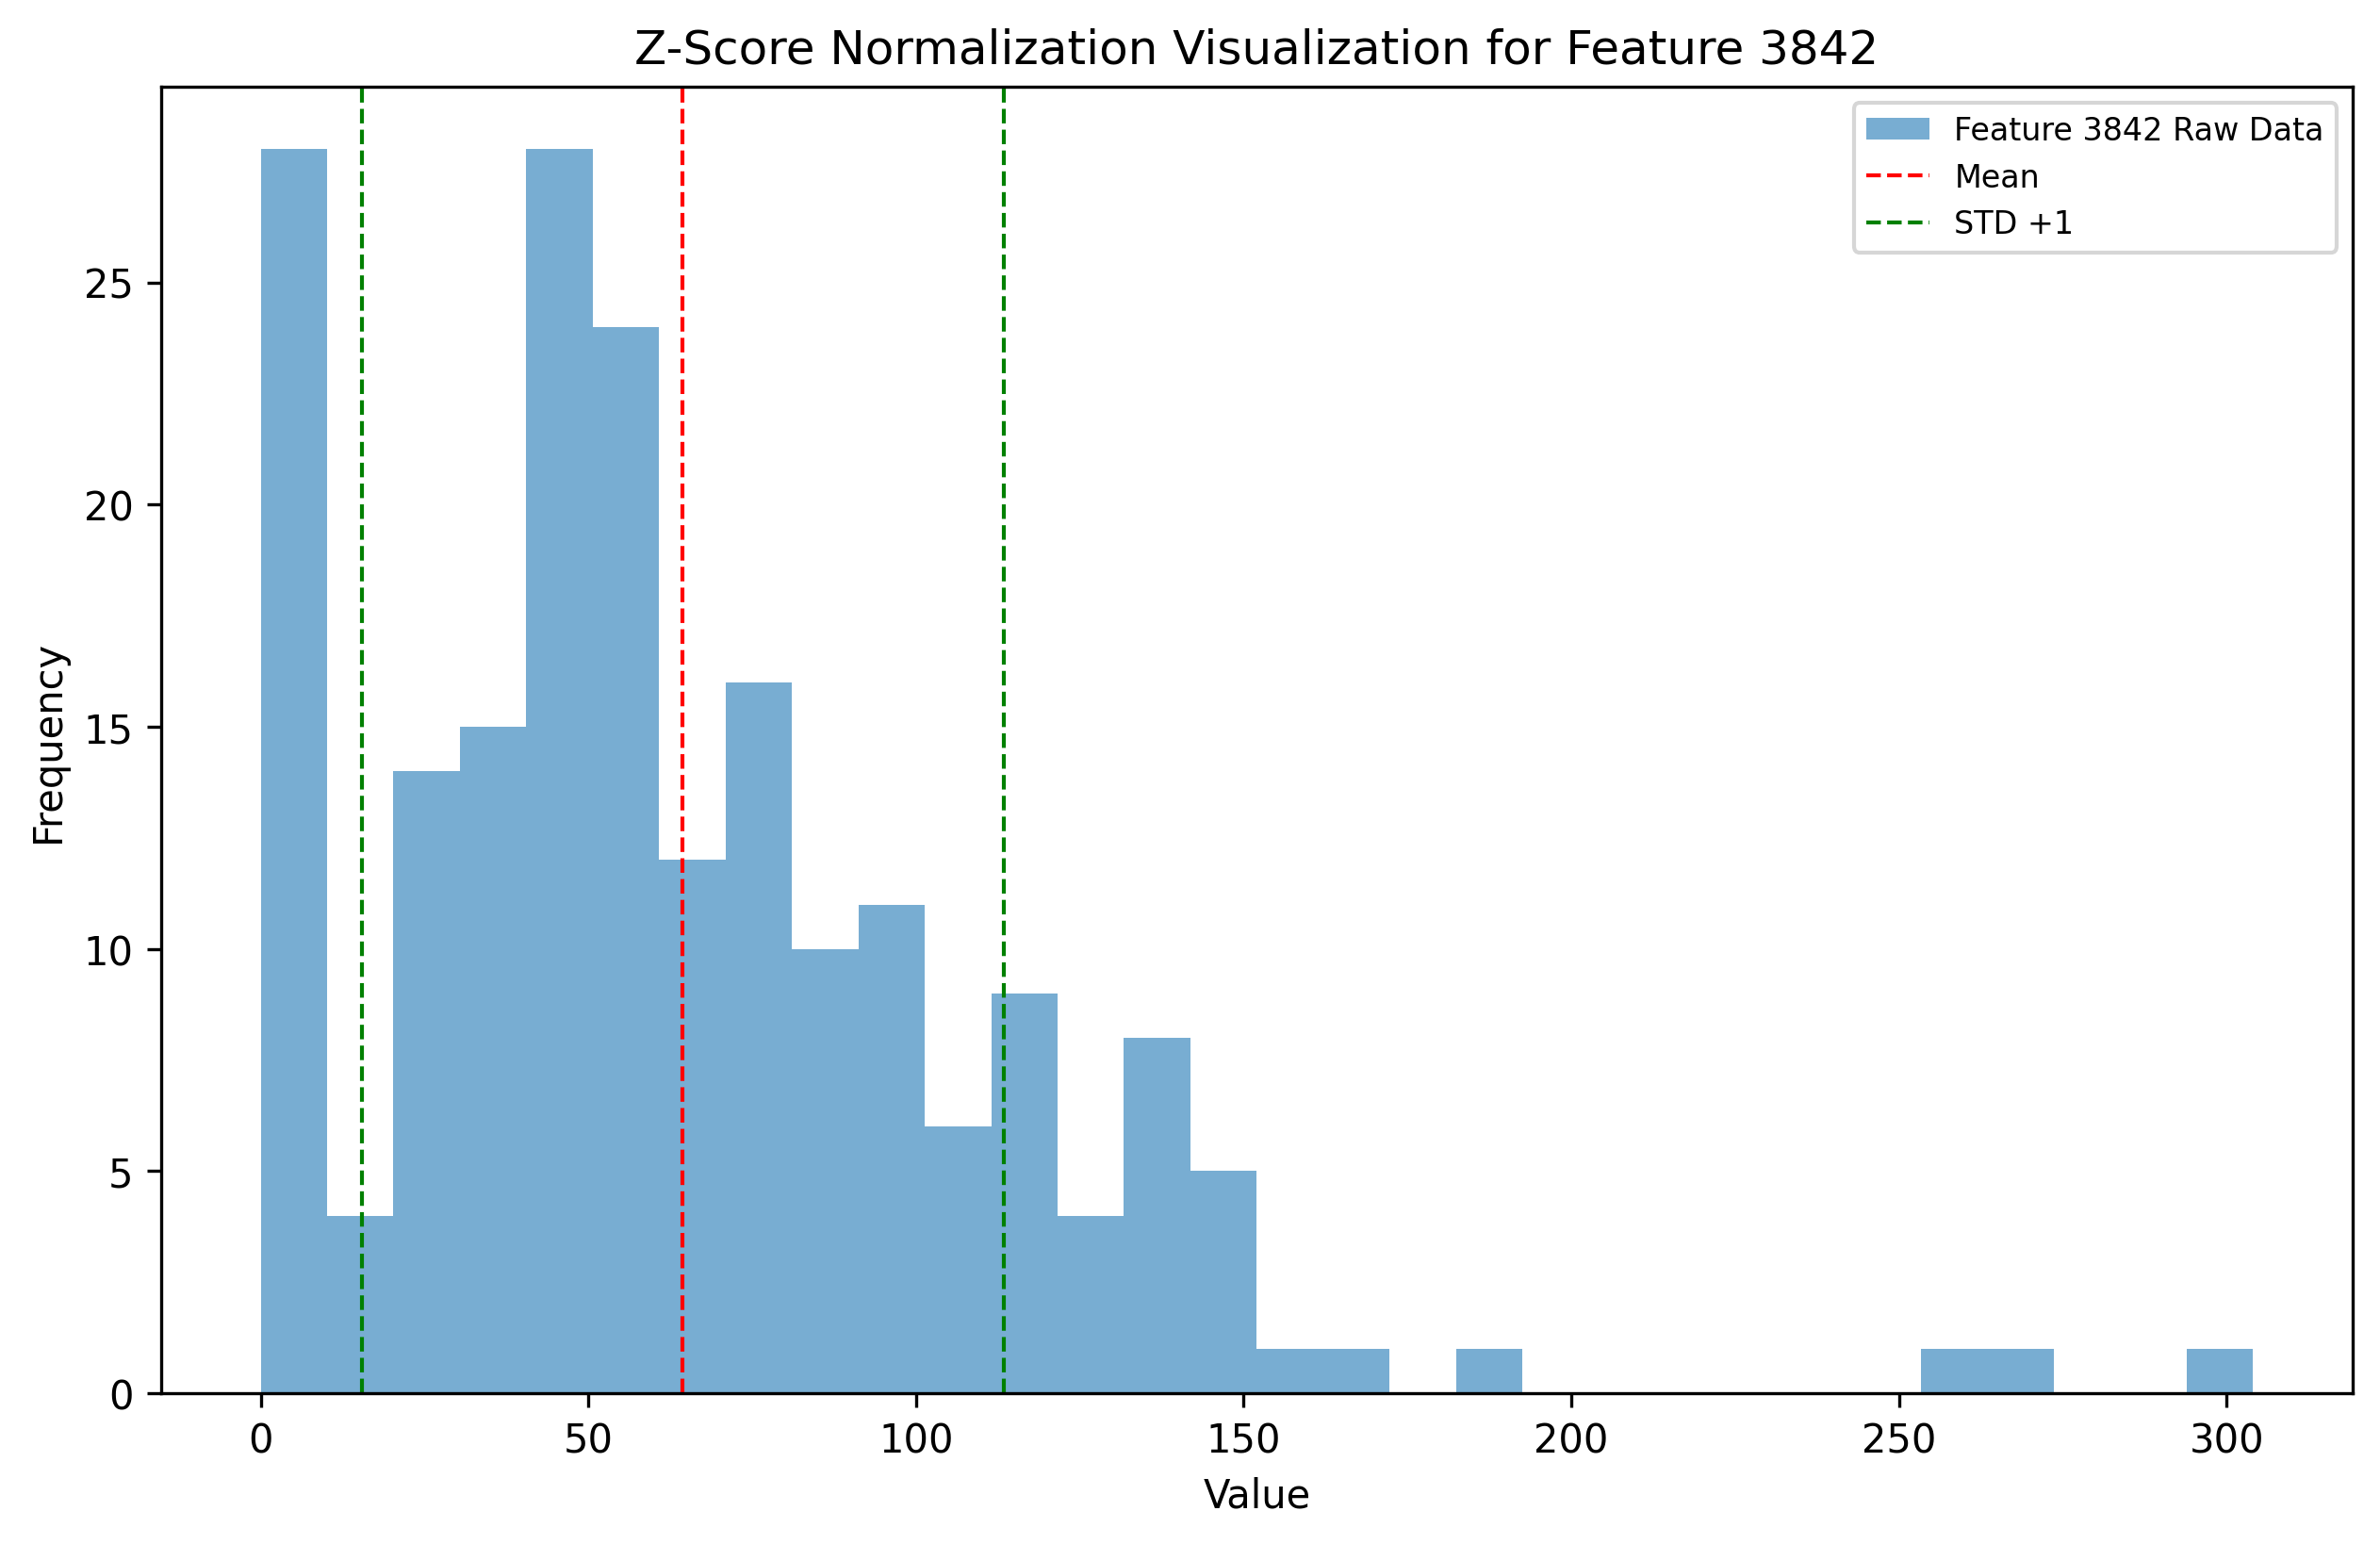 Z-Score Normalization Visualization for Feature 3842
Feature 3842 Raw Data
Mean
STD +1
25
20
15
10
5
0
Frequency
0 50 100 150 200 250 300
Value